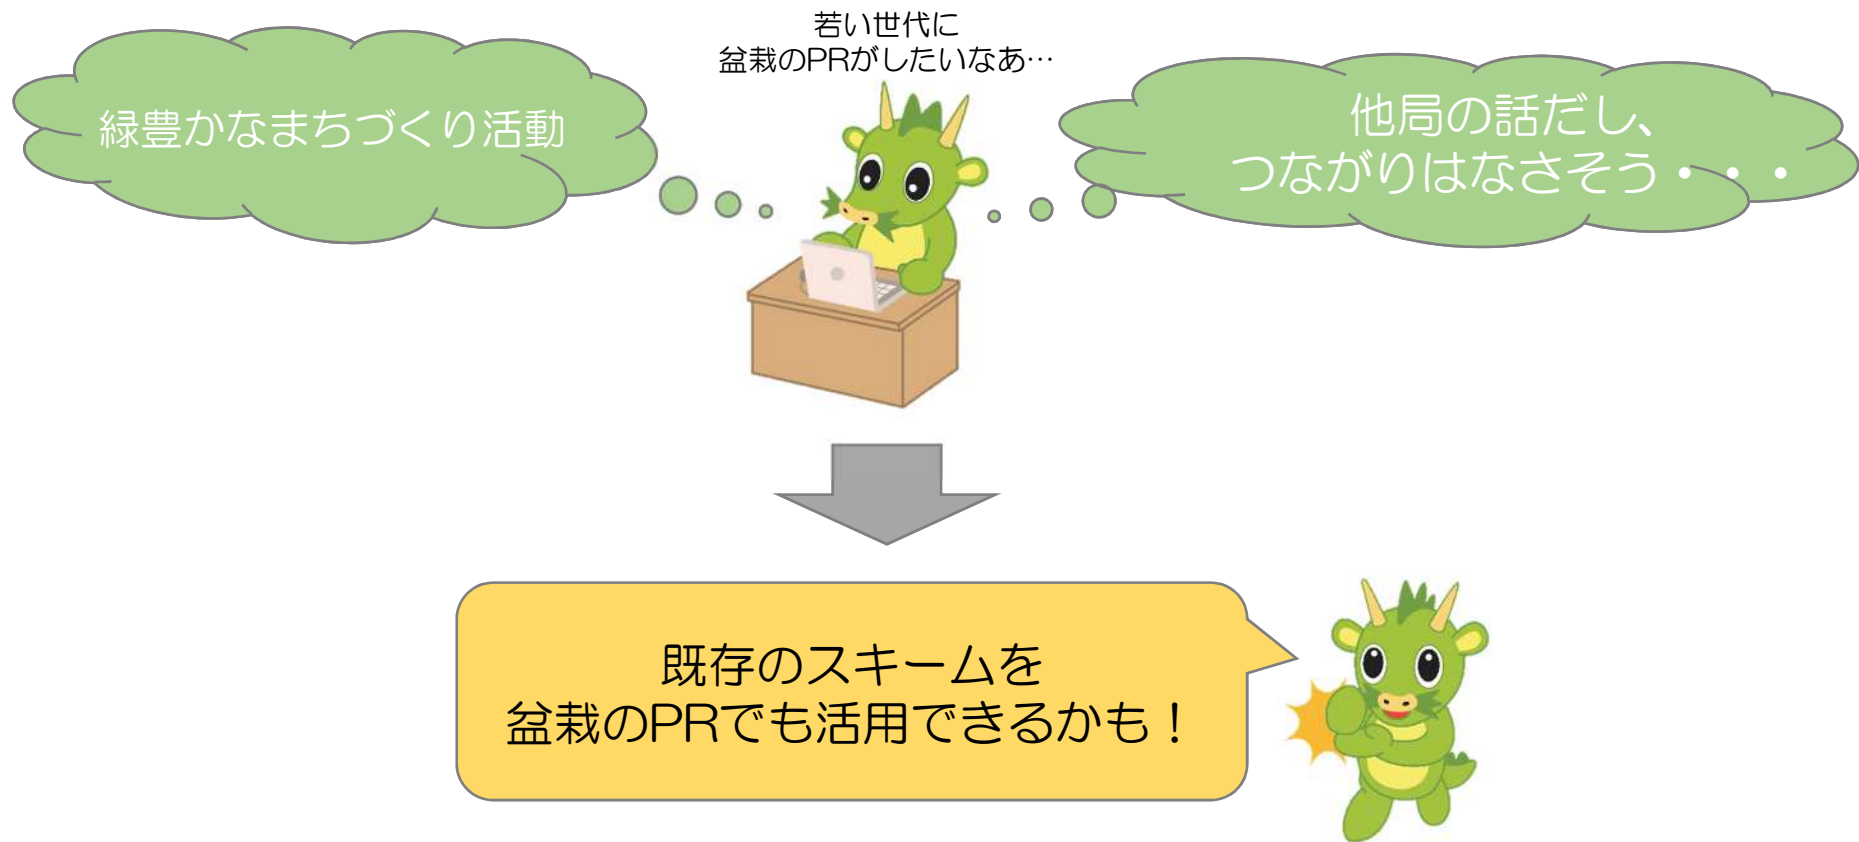 若い世代に
盆栽のPRがしたいなあ…
緑豊かなまちづくり活動
他局の話だし、
つながりはなさそう・・・
既存のスキームを
盆栽のPRでも活用できるかも！